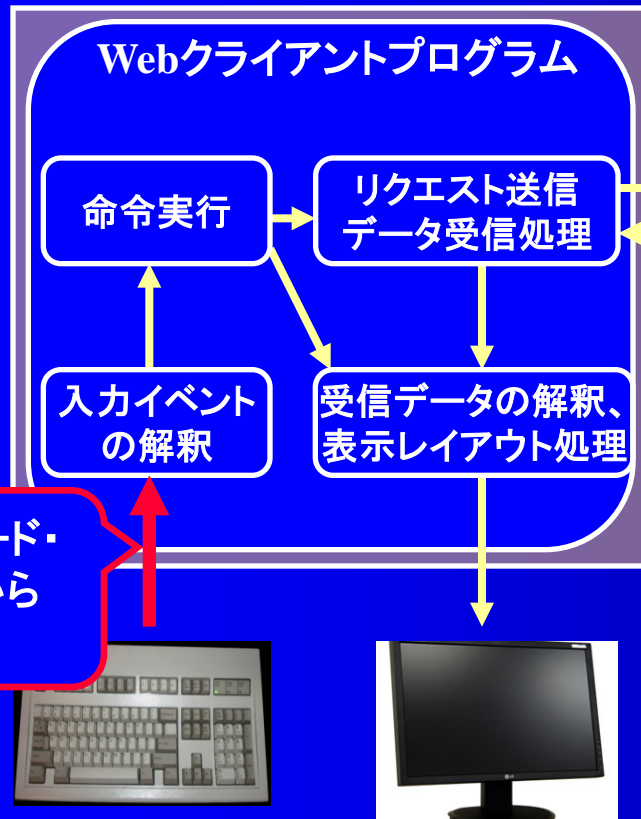 Webクライアントプログラム
命令実行
リクエスト送信
データ受信処理
入力イベント
の解釈
受信データの解釈、
表示レイアウト処理
ード・
から